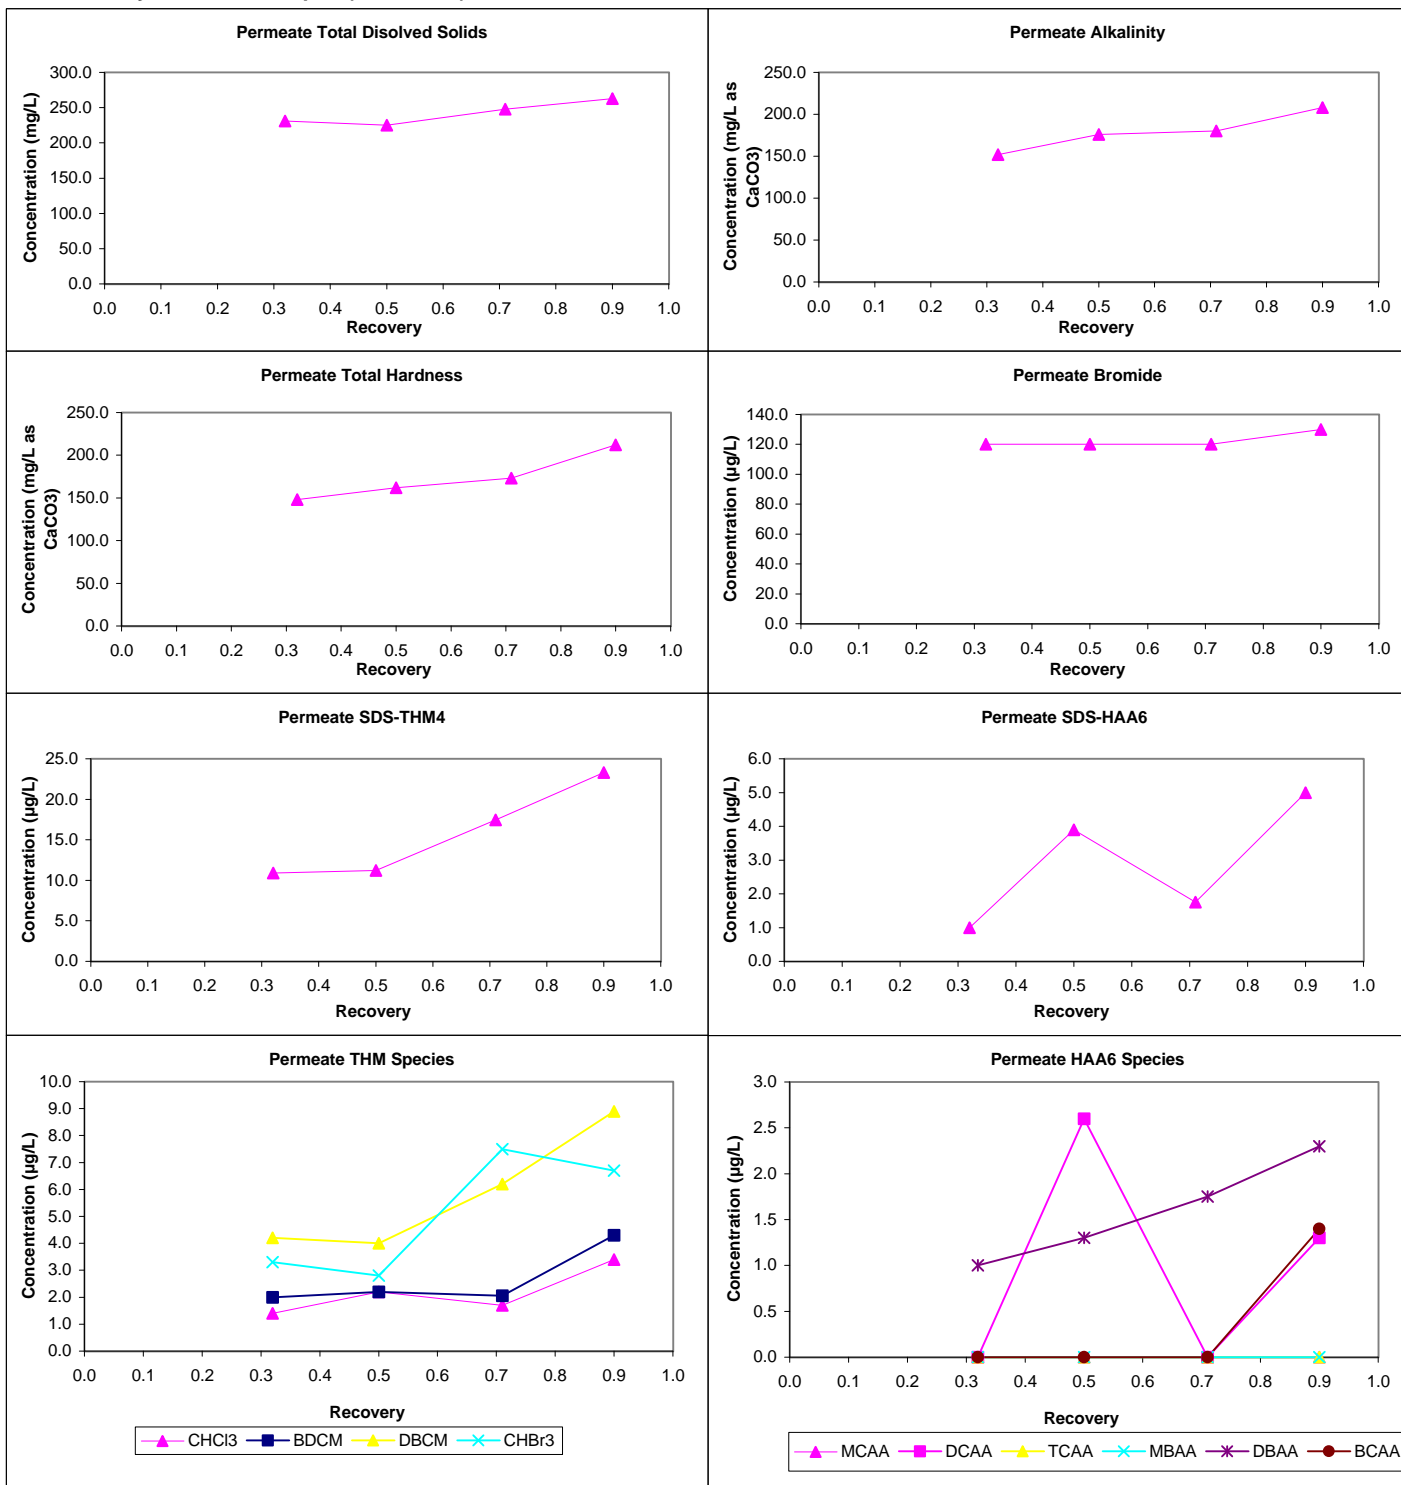 Permeate Total Disolved Solids
Concentration (mg/L)
300.0
250.0
200.0
150.0
100.0
50.0
0.0
0.0 0.1 0.2 0.3 0.4 0.5 0.6 0.7 0.8 0.9 1.0
Recovery
Permeate Alkalinity
Concentration (mg/L as
CaCO3)
250.0
200.0
150.0
100.0
50.0
0.0
0.0 0.1 0.2 0.3 0.4 0.5 0.6 0.7 0.8 0.9 1.0
Recovery
Permeate Total Hardness
Concentration (mg/L as
CaCO3)
250.0
200.0
150.0
100.0
50.0
0.0
0.0 0.1 0.2 0.3 0.4 0.5 0.6 0.7 0.8 0.9 1.0
Recovery
Permeate Bromide
Concentration (µg/L)
140.0
120.0
100.0
80.0
60.0
40.0
20.0
0.0
0.0 0.1 0.2 0.3 0.4 0.5 0.6 0.7 0.8 0.9 1.0
Recovery
Permeate SDS-THM4
Concentration (µg/L)
25.0
20.0
15.0
10.0
5.0
0.0
0.0 0.1 0.2 0.3 0.4 0.5 0.6 0.7 0.8 0.9 1.0
Recovery
Permeate SDS-HAA6
Concentration (µg/L)
6.0
5.0
4.0
3.0
2.0
1.0
0.0
0.0 0.1 0.2 0.3 0.4 0.5 0.6 0.7 0.8 0.9 1.0
Recovery
Permeate THM Species
Concentration (µg/L)
10.0
9.0
8.0
7.0
6.0
5.0
4.0
3.0
2.0
1.0
0.0
0.0 0.1 0.2 0.3 0.4 0.5 0.6 0.7 0.8 0.9 1.0
Recovery
CHCl3 BDCM DBCM CHBr3
Permeate HAA6 Species
Concentration (µg/L)
3.0
2.5
2.0
1.5
1.0
0.5
0.0
0.0 0.1 0.2 0.3 0.4 0.5 0.6 0.7 0.8 0.9 1.0
Recovery
MCAA DCAA TCAA MBAA DBAA BCAA